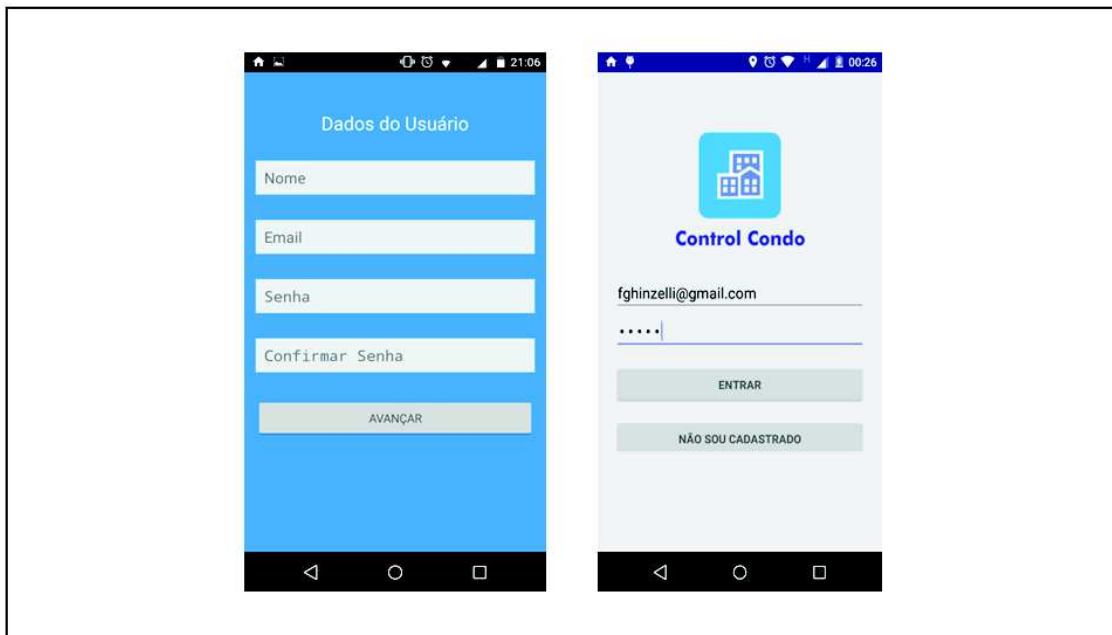 21:06
Dados do Usuário
Nome
Email
Senha
Confirmar Senha
AVANÇAR
H 00:26
Control Condo
fghinzelli@gmail.com
•••••
ENTRAR
NÃO SOU CADASTRADO